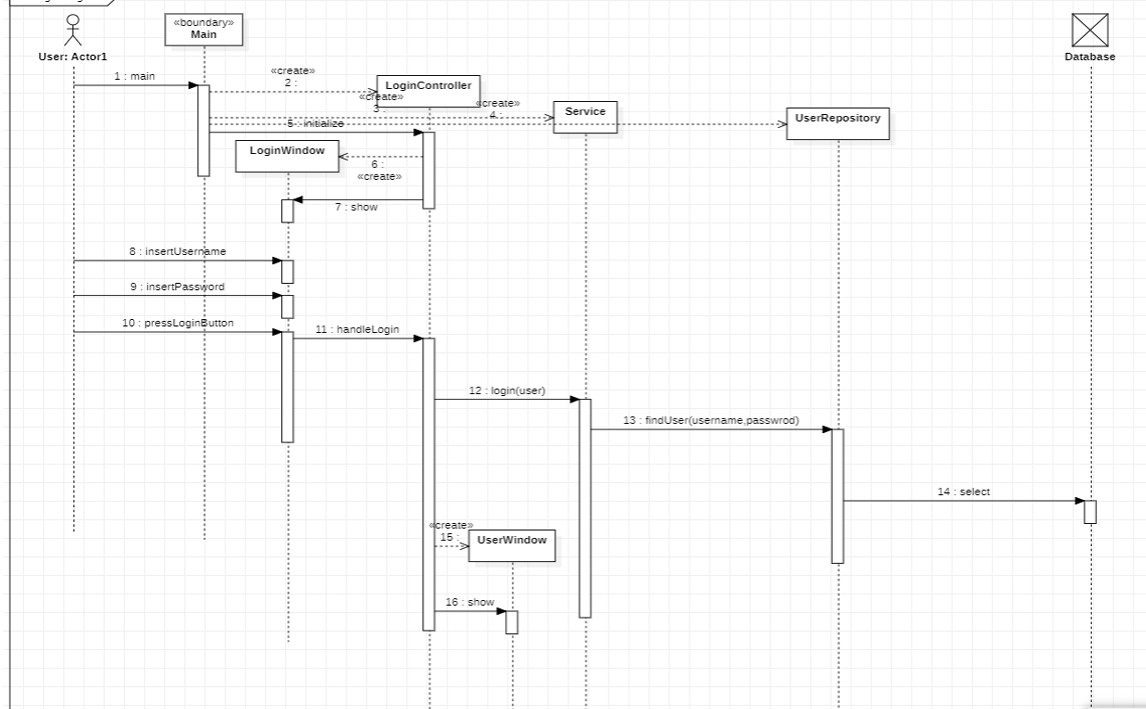 «boundary»
Main
User: Actor1
Database
1 : main
«create»
2 :
LoginController
«create»
3 :
«create»
4 :
Service
UserRepository
5 : initialize
LoginWindow
6 :
«create»
7 : show
8 : insertUsername
9 : insertPassword
10 : pressLoginButton
11 : handleLogin
12 : login(user)
13 : findUser(username,passwrod)
14 : select
«create»
15 :
UserWindow
16 : show